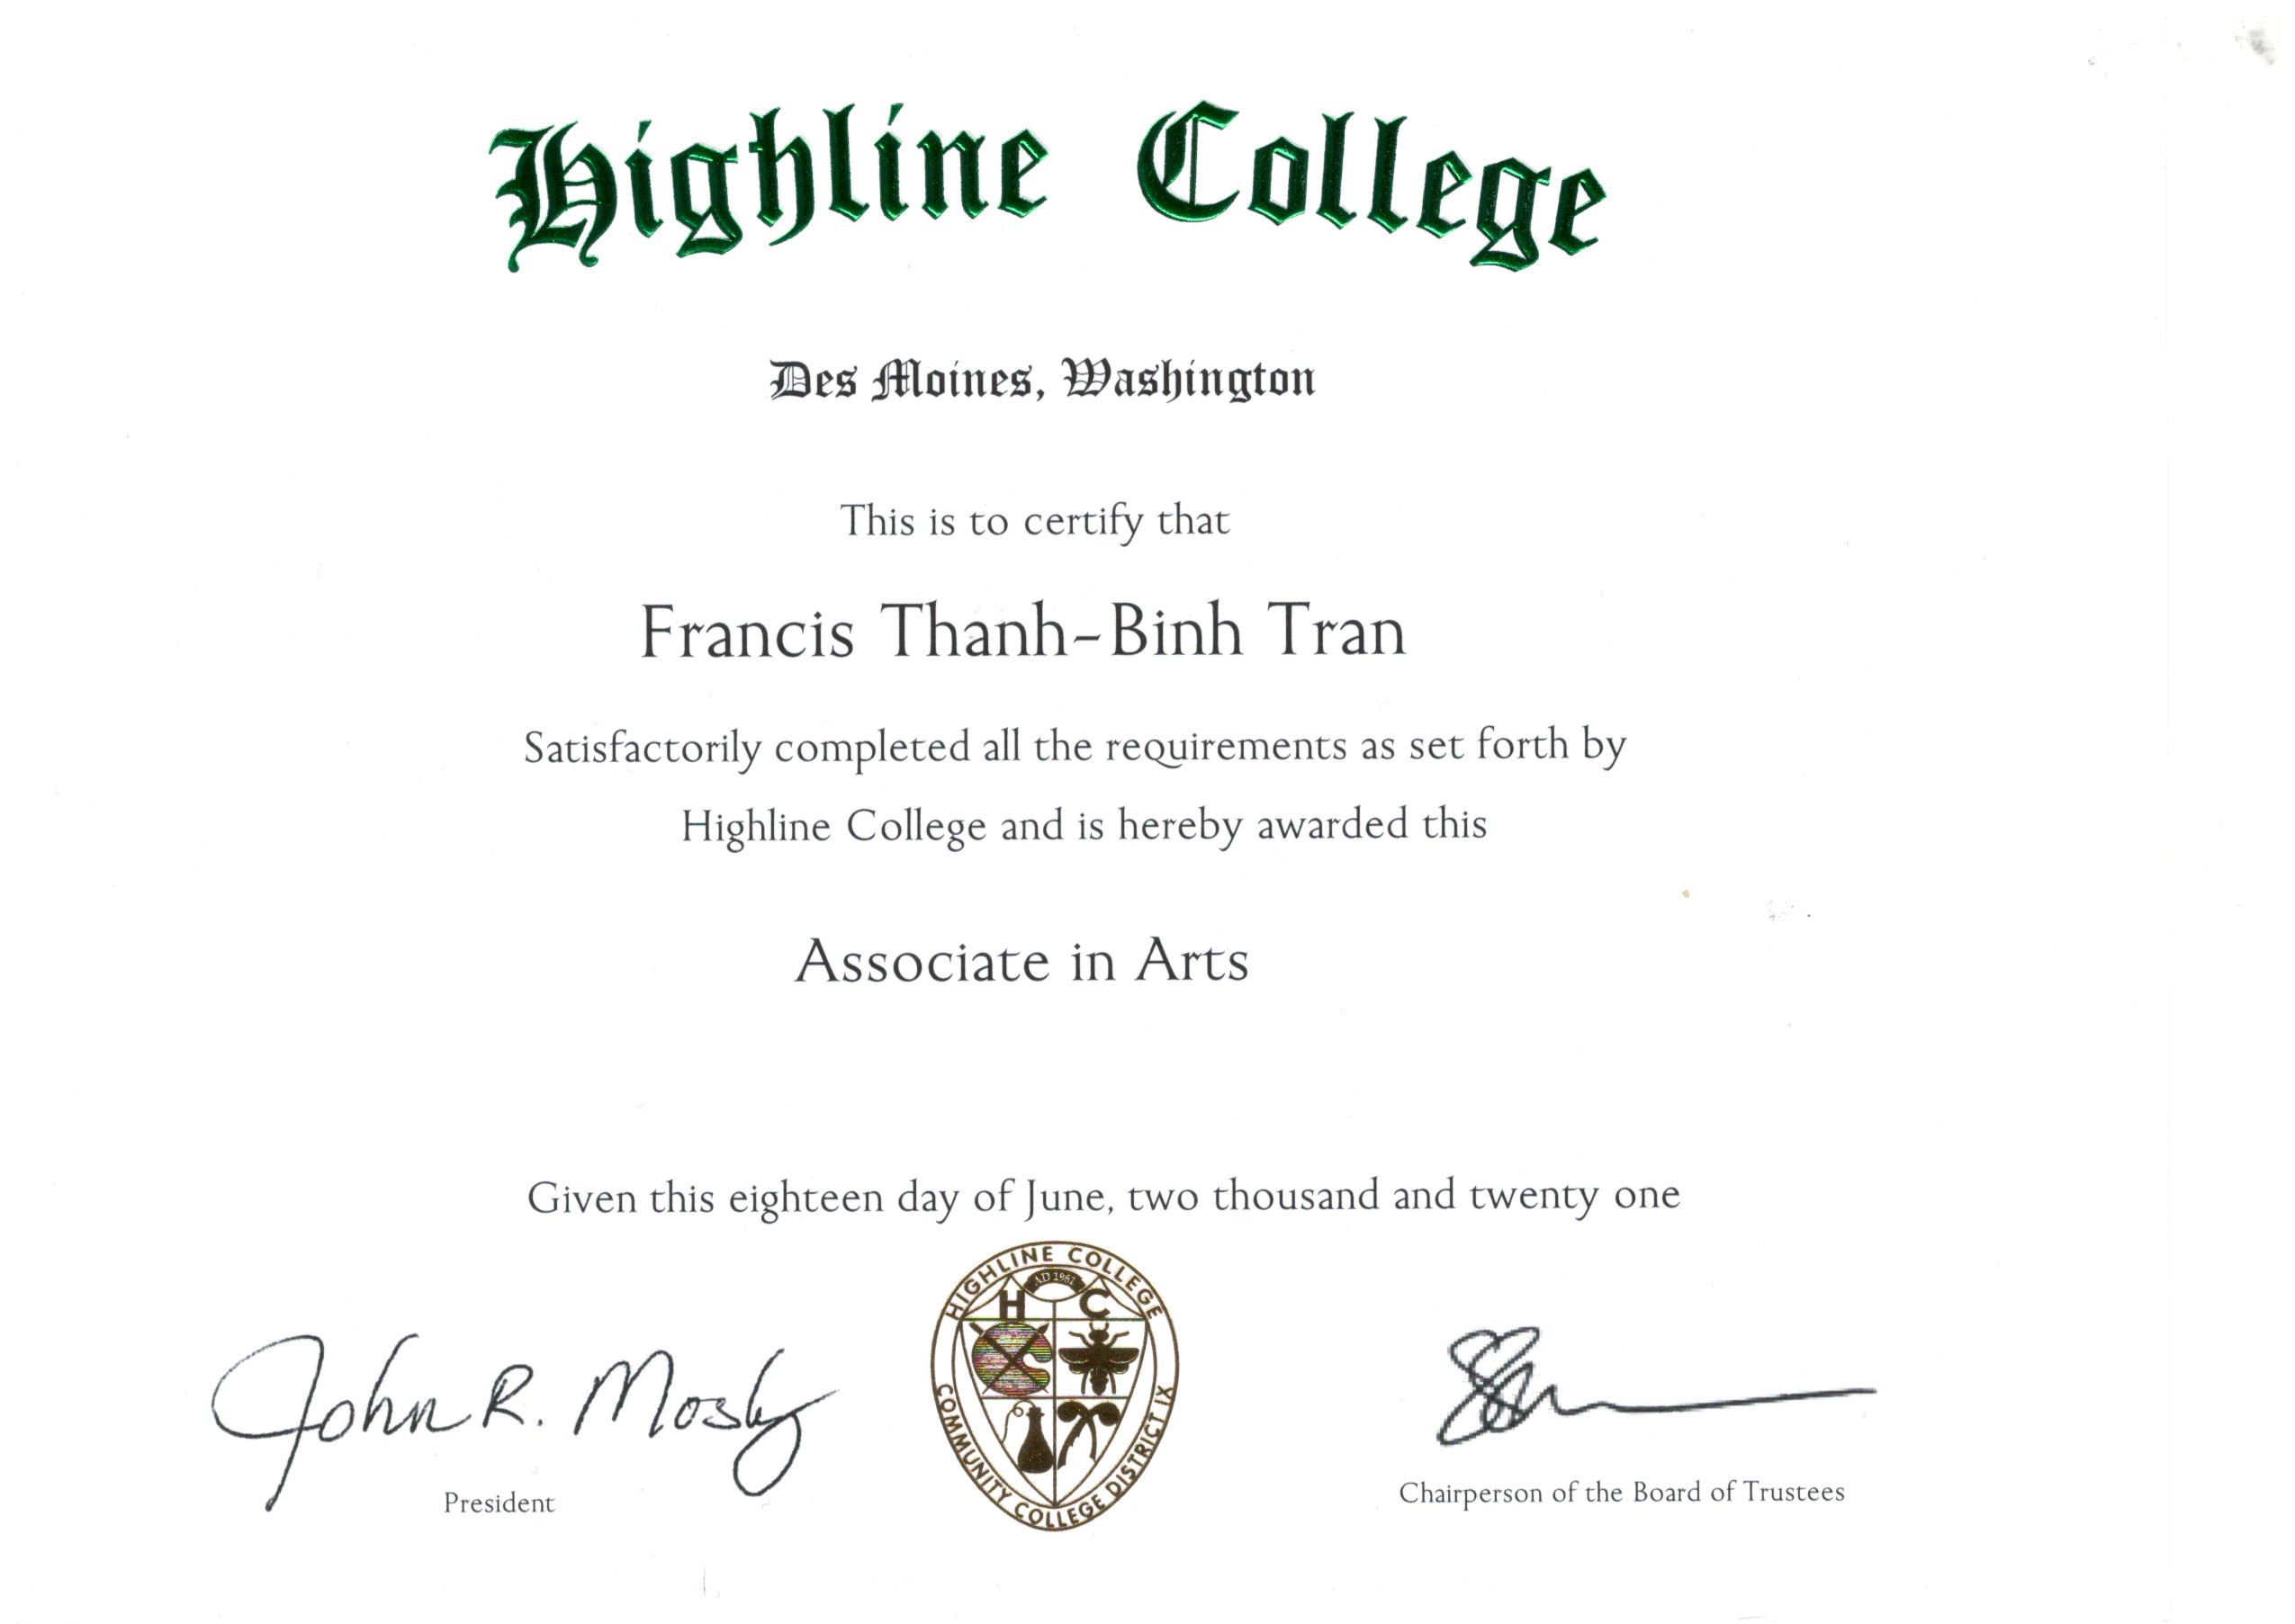 Highline College
Des Moines, Washington
This is to certify that
Francis Thanh-Binh Tran
Satisfactorily completed all the requirements as set forth by
Highline College and is hereby awarded this
Associate in Arts
Given this eighteen day of June, two thousand and twenty one
HIGHLINE COLLEGE
AD 1961
H C
COMMUNITY COLLEGE DISTRICT IX
John R. Mosby
President
Chairperson of the Board of Trustees